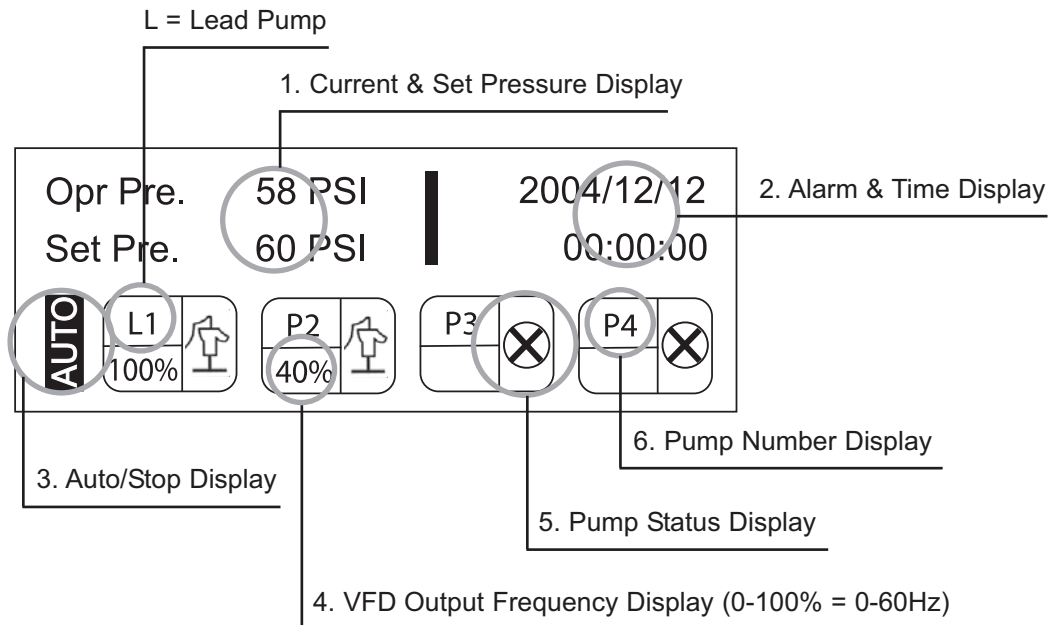 L = Lead Pump
1. Current & Set Pressure Display
Opr Pre. 58 PSI 2004/12/12
2. Alarm & Time Display
Set Pre. 60 PSI 00:00:00
AUTO
L1 P2 P3 P4
100% 40%
6. Pump Number Display
3. Auto/Stop Display
5. Pump Status Display
4. VFD Output Frequency Display (0-100% = 0-60Hz)